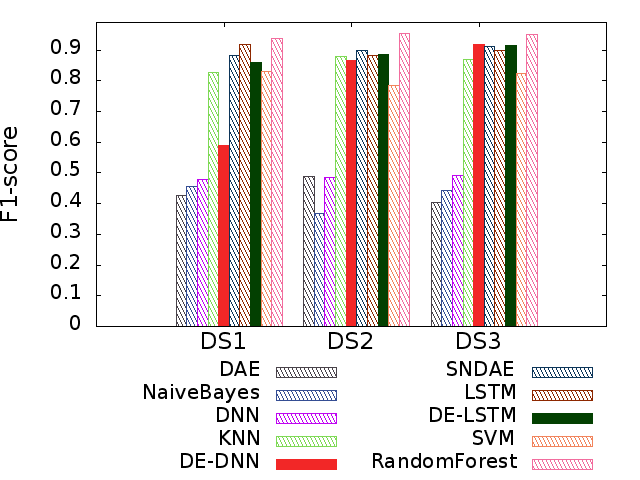 F1-score
0.9
0.8
0.7
0.6
0.5
0.4
0.3
0.2
0.1
0
DS1 DS2 DS3
DAE SNDAE
NaiveBayes LSTM
DNN DE-LSTM
KNN SVM
DE-DNN RandomForest